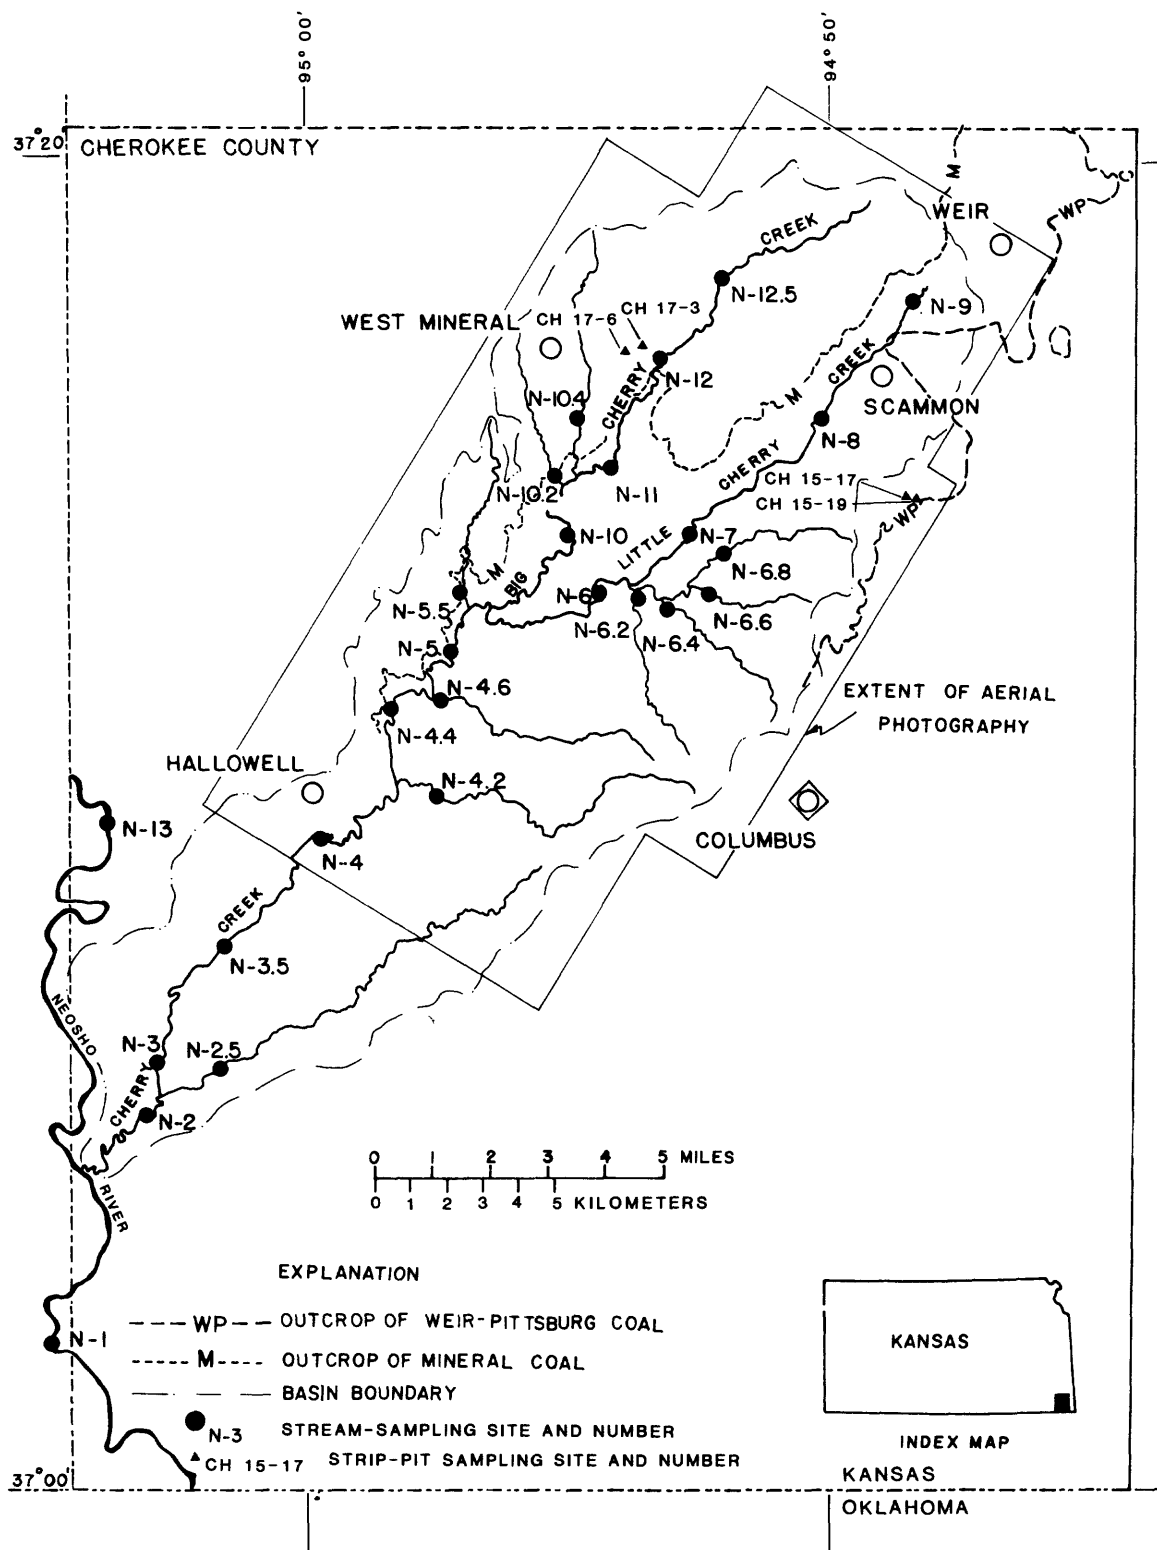 95° 00'
94° 50'
37° 20'
CHEROKEE COUNTY
M
C
WP
WEIR
CREEK
N-12.5
N-9
WEST MINERAL
CH 17-6
CH 17-3
N-12
CREEK
SCAMMON
M
CHERRY
N-10.4
N-8
CHERRY
CH 15-17
CH 15-19
WP
N-10.2
N-11
N-10
LITTLE
N-7
M
BIG
N-6.8
N-5.5
N-6
N-6.2
N-6.4
N-6.6
N-5
N-4.6
EXTENT OF AERIAL
PHOTOGRAPHY
N-4.4
HALLOWELL
N-4.2
N-13
COLUMBUS
N-4
CREEK
N-3.5
NEOSHO
N-3
N-2.5
CHERRY
N-2
RIVER
0 1 2 3 4 5 MILES
0 1 2 3 4 5 KILOMETERS
EXPLANATION
WP OUTCROP OF WEIR-PITTSBURG COAL
M OUTCROP OF MINERAL COAL
BASIN BOUNDARY
N-3 STREAM-SAMPLING SITE AND NUMBER
CH 15-17 STRIP-PIT SAMPLING SITE AND NUMBER
N-1
KANSAS
INDEX MAP
37° 00'
KANSAS
OKLAHOMA